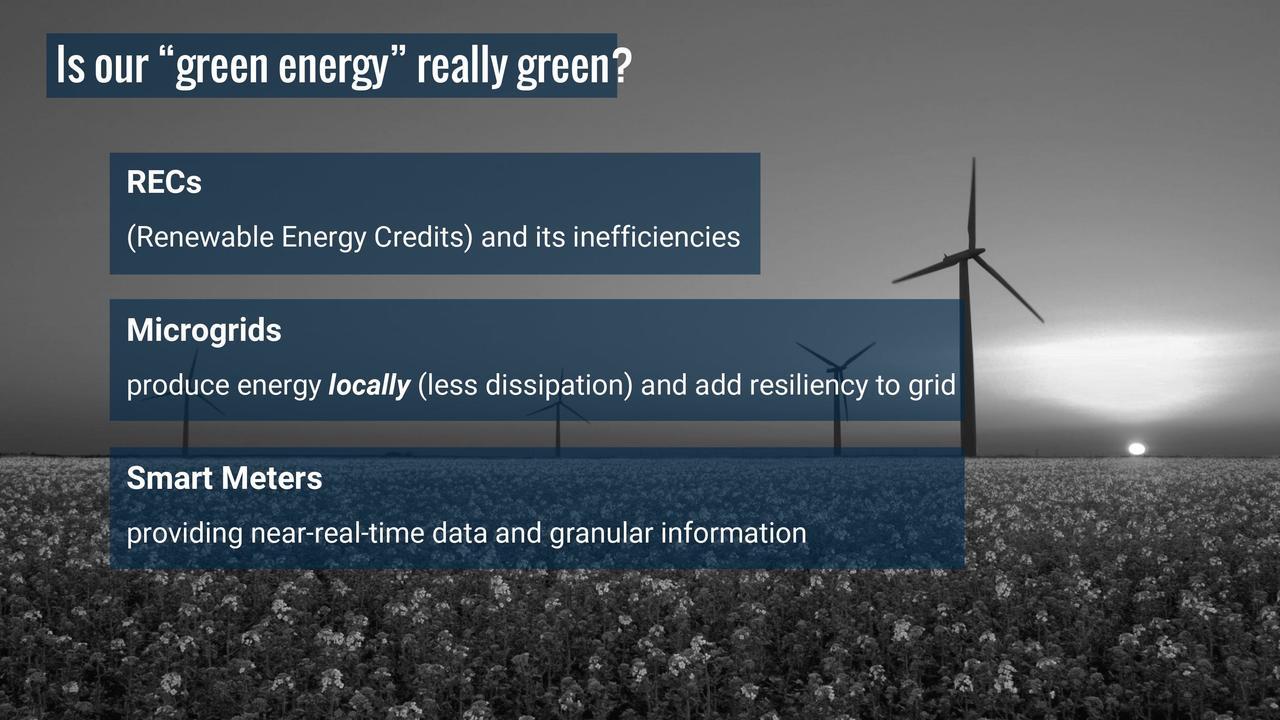 Is our “green energy” really green?
RECs
(Renewable Energy Credits) and its inefficiencies
Microgrids
produce energy locally (less dissipation) and add resiliency to grid
Smart Meters
providing near-real-time data and granular information